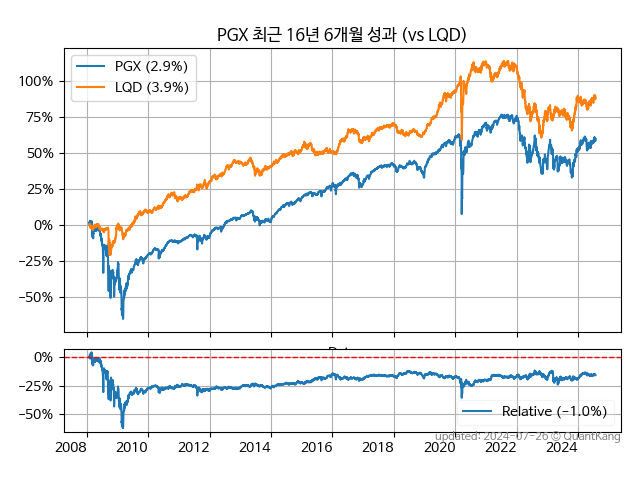 PGX 최근 16년 6개월 성과 (vs LQD)
PGX (2.9%)
LQD (3.9%)
100%
75%
50%
25%
0%
−25%
−50%
0%
−25%
−50%
Relative (−1.0%)
2008 2010 2012 2014 2016 2018 2020 2022 2024
updated: 2024-07-26 © QuantKang